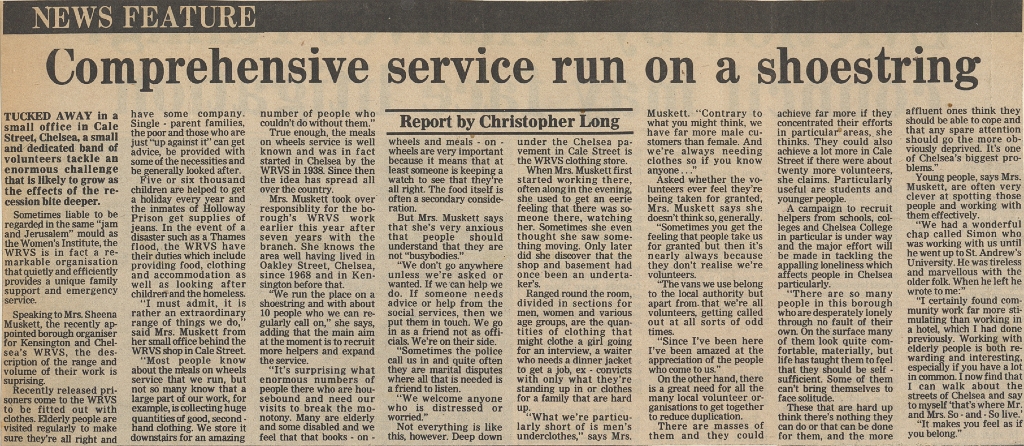 NEWS FEATURE
Comprehensive service run on a shoestring
TUCKED AWAY in a
small office in Cale
Street, Chelsea, a small
and dedicated band of
volunteers tackle an
enormous challenge
that is likely to grow as
the effects of the re-
cession bite deeper.
Sometimes liable to be
regarded in the same "jam
and Jerusalem" mould as
the Women's Institute, the
WRVS is in fact a re-
markable organisation
that quietly and efficiently
provides a unique family
support and emergency
service.
Speaking to Mrs. Sheena
Muskett, the recently ap-
pointed borough organiser
for Kensington and Chel-
sea's WRVS, the des-
cription of the range and
volume of their work is
suprising.
Recently released pri-
soners come to the WRVS
to be fitted out with
clothes. Elderly people are
visited regularly to make
sure they're all right and
have some company.
Single - parent families,
the poor and those who are
just "up against it" can get
advice, be provided with
some of the necessities and
be generally looked after.
Five or six thousand
children are helped to get
a holiday every year and
the inmates of Holloway
Prison get supplies of
jeans. In the event of a
disaster such as a Thames
flood, the WRVS have
their duties which include
providing food, clothing
and accommodation as
well as looking after
children and the homeless.
"I must admit, it is
rather an extraordinary
range of things we do,"
said Mrs. Muskett from
her small office behind the
WRVS shop in Cale Street.
"Most people know
about the meals on wheels
service that we run, but
not so many know that a
large part of our work, for
example, is collecting huge
quantities of good, second-
hand clothing. We store it
downstairs for an amazing
number of people who
couldn't do without them."
True enough, the meals
on wheels service is well
known and was in fact
started in Chelsea by the
WRVS in 1938. Since then
the idea has spread all
over the country.
Mrs. Muskett took over
responsiblity for the bo-
rough's WRVS work
earlier this year after
seven years with the
branch. She knows the
area well having lived in
Oakley Street, Chelsea,
since 1968 and in Ken-
sington before that.
"We run the place on a
shoestring and with about
10 people who we can re-
gularly call on," she says,
adding that the main aim
at the moment is to recruit
more helpers and expand
the service.
"It's surprising what
enormous numbers of
people there who are hou-
sebound and need our
visits to break the mo-
notony. Many are elderly
and some disabled and we
feel that that books - on -
Report by Christopher Long
wheels and meals - on -
wheels are very important
because it means that at
least someone is keeping a
watch to see that they're
all right. The food itself is
often a secondary conside-
ration.
But Mrs. Muskett says
that she's very anxious
that people should
understand that they are
not "busybodies."
"We don't go anywhere
unless we're asked or
wanted. If we can help we
do. If someone needs
advice or help from the
social services, then we
put them in touch. We go
in as a friend not as offi-
cials. We're on their side.
"Sometimes the police
call us in and quite often
they are marital disputes
where all that is needed is
a friend to listen.
"We welcome anyone
who is distressed or
worried."
Not everything is like
this, however. Deep down
under the Chelsea pa-
vement in Cale Street is
the WRVS clothing store.
When Mrs. Muskett first
started working there,
often along in the evening,
she used to get an eerie
feeling that there was so-
meone there, watching
her. Sometimes she even
thought she saw some-
thing moving. Only later
did she discover that the
shop and basement had
once been an underta-
ker's.
Ranged round the room,
divided in sections for
men, women and various
age groups, are the quan-
tities of clothing that
might clothe a girl going
for an interview, a waiter
who needs a dinner jacket
to get a job, ex - convicts
with only what they're
standing up in or clothes
for a family that are hard
up.
"What we're particu-
larly short of is men's
underclothes," says Mrs.
Muskett. "Contrary to
what you might think, we
have far more male cu-
stomers than female. And
we're always needing
clothes so if you know
anyone ..."
Asked whether the vo-
lunteers ever feel they're
being taken for granted,
Mrs. Muskett says she
doesn't think so, generally.
"Sometimes you get the
feeling that people take us
for granted but then it's
nearly always because
they don't realise we're
volunteers.
"The vans we use belong
to the local authority but
apart from that we're all
volunteers, getting called
out at all sorts of odd
times.
"Since I've been here
I've been amazed at the
appreciation of the people
who come to us."
On the other hand, there
is a great need for all the
many local volunteer or-
ganisations to get together
to reduce duplication.
There are masses of
them and they could
achieve far more if they
concentrated their efforts
in particular areas, she
thinks. They could also
achieve a lot more in Cale
Street if there were about
twenty more volunteers,
she claims. Particularly
useful are students and
younger people.
A campaign to recruit
helpers from schools, col-
leges and Chelsea College
in particular is under way
and the major effort will
be made in tackling the
appalling loneliness which
affects people in Chelsea
particularly.
"There are so many
people in this borough
who are desperately lonely
through no fault of their
own. On the surface many
of them look quite com-
fortable, materially, but
life has taught them to feel
that they should be self -
sufficient. Some of them
can't bring themselves to
face solitude.
These that are hard up
think there's nothing they
can do or that can be done
for them, and the more
affluent ones think they
should be able to cope and
that any spare attention
should go the more ob-
viously deprived. It's one
of Chelsea's biggest pro-
blems."
Young people, says Mrs.
Muskett, are often very
clever at spotting those
people and working with
them effectively.
"We had a wonderful
chap called Simon who
was working with us until
he went up to St. Andrew's
University. He was tireless
and marvellous with the
older folk. When he left he
wrote to me:"
"I certainly found com-
munity work far more sti-
mulating than working in
a hotel, which I had done
previously. Working with
elderly people is both re-
warding and interesting,
especially if you have a lot
in common. I now find that
I can walk about the
streets of Chelsea and say
to myself 'that's where Mr.
and Mrs. So - and - So live.'
"It makes you feel as if
you belong."